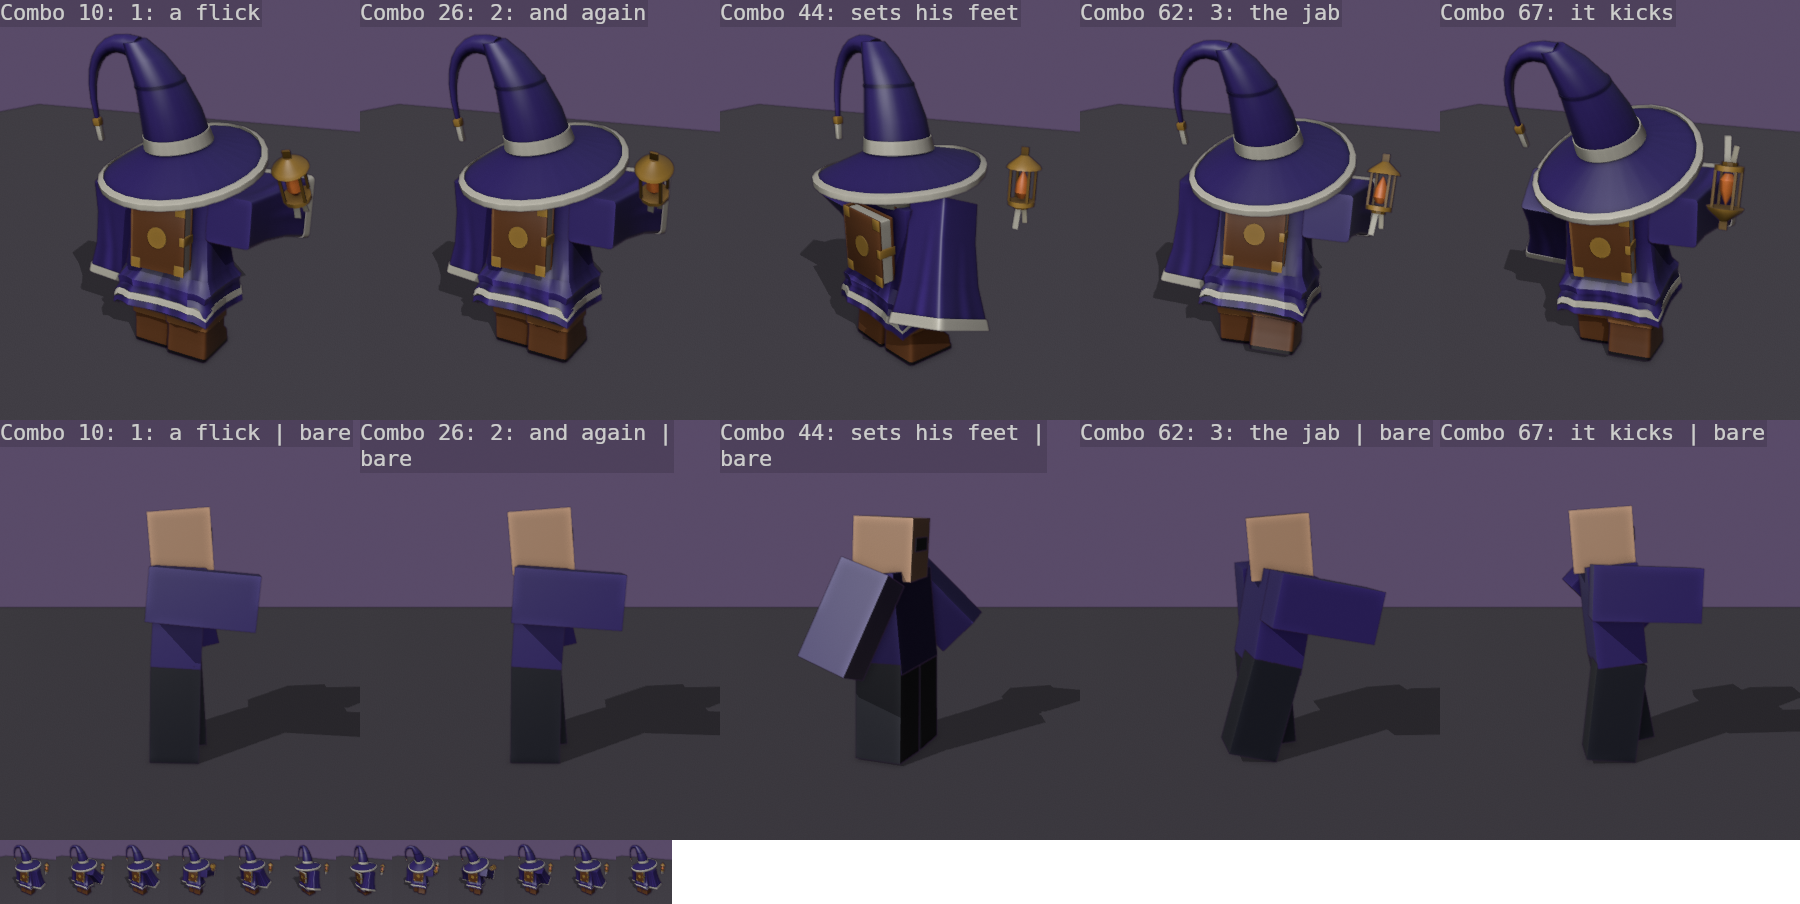 Combo 10: 1: a flick
Combo 26: 2: and again
Combo 44: sets his feet
Combo 62: 3: the jab
Combo 67: it kicks
Combo 10: 1: a flick | bare
Combo 26: 2: and again |
bare
Combo 44: sets his feet |
bare
Combo 62: 3: the jab | bare
Combo 67: it kicks | bare